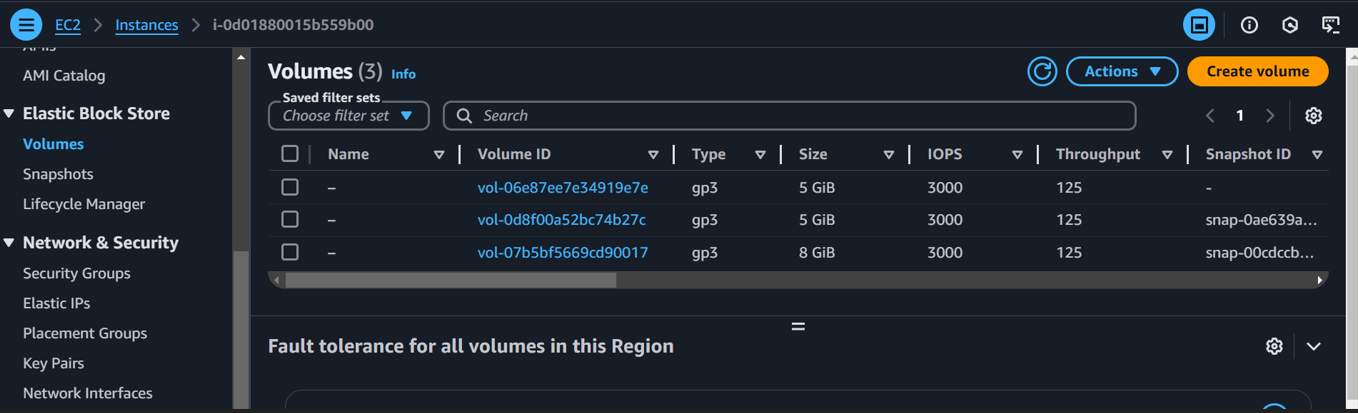 EC2 > Instances > i-0d01880015b559b00
AMIs
AMI Catalog
Elastic Block Store
Volumes
Snapshots
Lifecycle Manager
Network & Security
Security Groups
Elastic IPs
Placement Groups
Key Pairs
Network Interfaces
Volumes (3) Info
Actions
Create volume
Saved filter sets
Choose filter set
Search
1
Name Volume ID Type Size IOPS Throughput Snapshot ID
– vol-06e87ee7e34919e7e gp3 5 GiB 3000 125 -
– vol-0d8f00a52bc74b27c gp3 5 GiB 3000 125 snap-0ae639a...
– vol-07b5bf5669cd90017 gp3 8 GiB 3000 125 snap-00cdccb...
Fault tolerance for all volumes in this Region